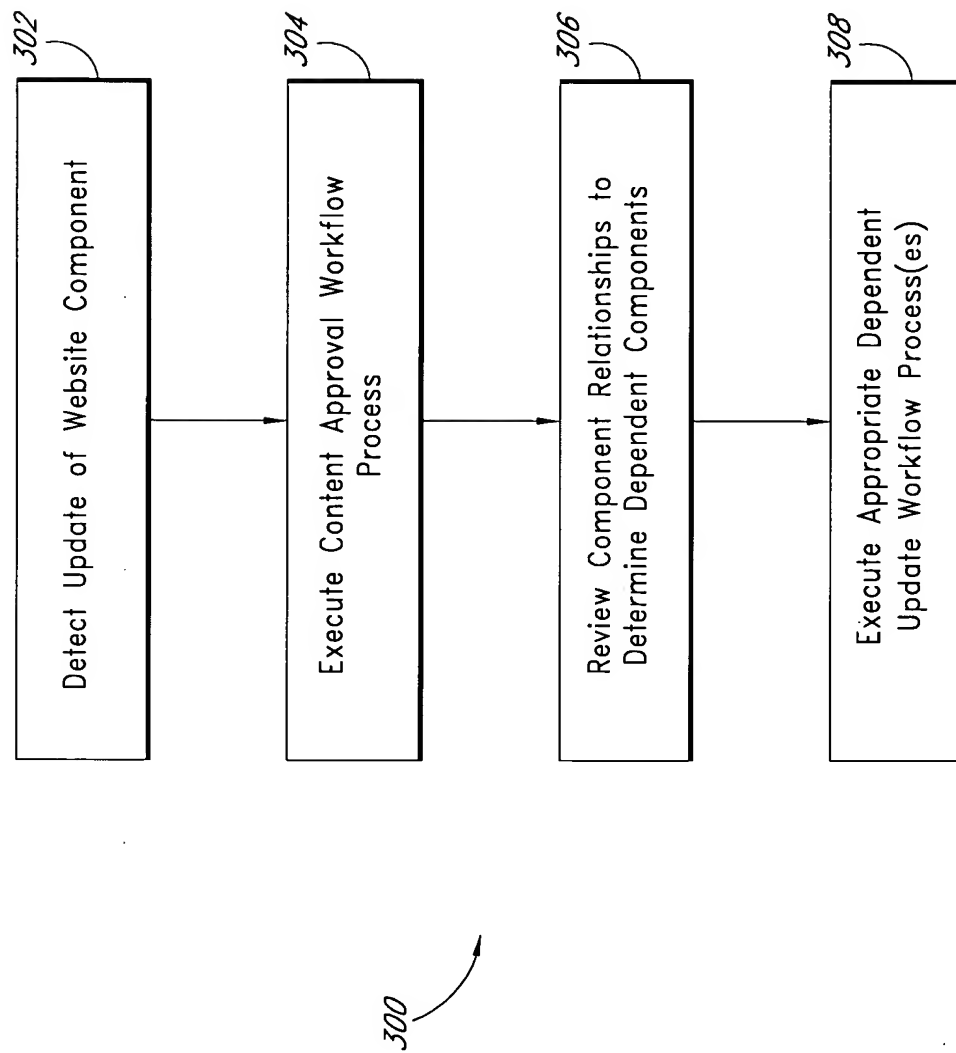 302
Detect Update of Website Component
304
Execute Content Approval Workflow
Process
306
Review Component Relationships to
Determine Dependent Components
308
Execute Appropriate Dependent
Update Workflow Process(es)
300